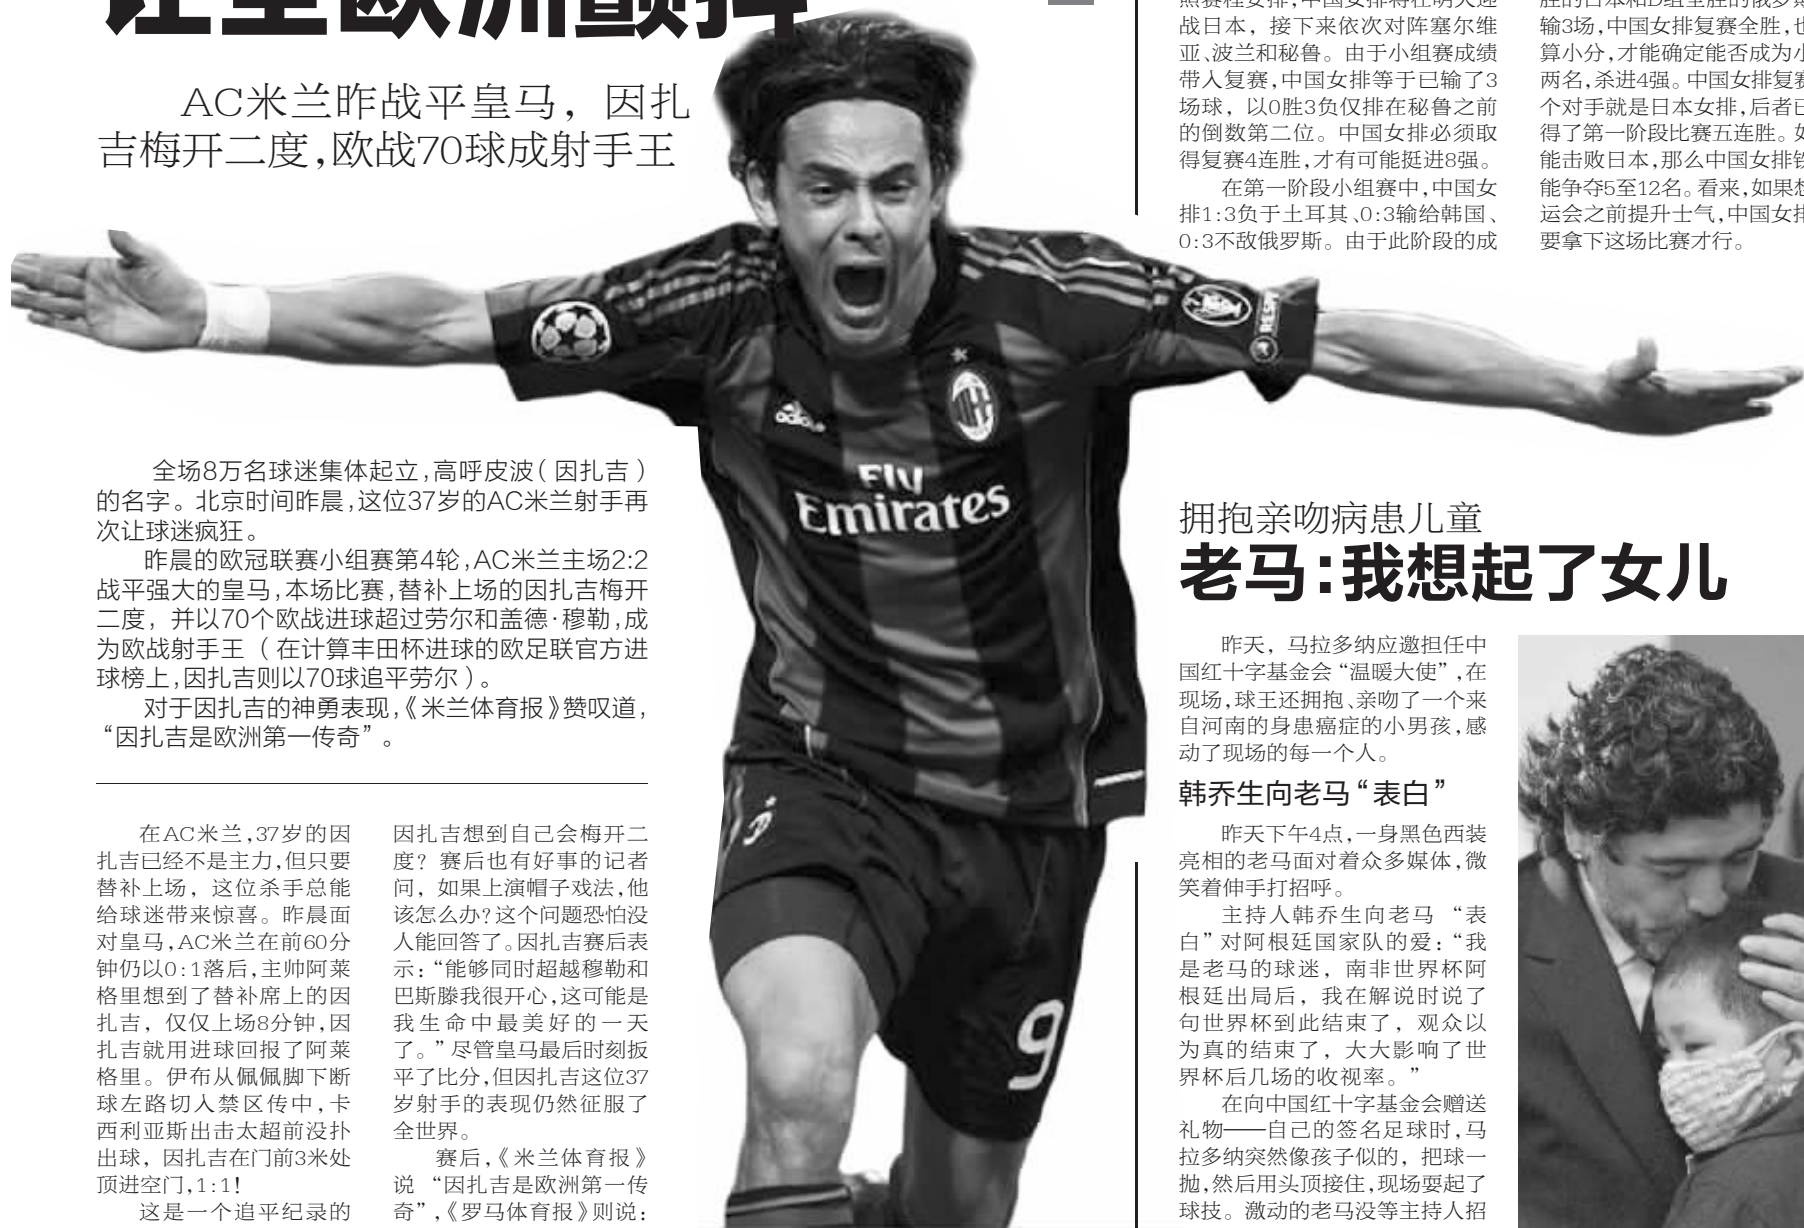 让全欧洲颤抖
AC米兰昨战平皇马，因扎
吉梅开二度，欧战70球成射手王
全场8万名球迷集体起立，高呼皮波（因扎吉）
的名字。北京时间昨晨，这位37岁的AC米兰射手再
次让球迷疯狂。
昨晨的欧冠联赛小组赛第4轮，AC米兰主场2:2
战平强大的皇马，本场比赛，替补上场的因扎吉梅开
二度，并以70个欧战进球超过劳尔和盖德·穆勒，成
为欧战射手王（在计算丰田杯进球的欧足联官方进
球榜上，因扎吉则以70球追平劳尔）。
对于因扎吉的神勇表现，《米兰体育报》赞叹道，
“因扎吉是欧洲第一传奇”。
在AC米兰，37岁的因
扎吉已经不是主力，但只要
替补上场，这位杀手总能
给球迷带来惊喜。昨晨面
对皇马，AC米兰在前60分
钟仍以0:1落后，主帅阿莱
格里想到了替补席上的因
扎吉，仅仅上场8分钟，因
扎吉就用进球回报了阿莱
格里。伊布从佩佩脚下断
球左路切入禁区传中，卡
西利亚斯出击太超前没扑
出球，因扎吉在门前3米处
顶进空门，1:1！
这是一个追平纪录的
因扎吉想到自己会梅开二
度？赛后也有好事的记者
问，如果上演帽子戏法，他
该怎么办？这个问题恐怕没
人能回答了。因扎吉赛后表
示：“能够同时超越穆勒和
巴斯滕我很开心，这可能是
我生命中最美好的一天
了。”尽管皇马最后时刻扳
平了比分，但因扎吉这位37
岁射手的表现仍然征服了
全世界。
赛后，《米兰体育报》
说“因扎吉是欧洲第一传
奇”，《罗马体育报》则说：
adidas
Fly
Emirates
RESPECT
9
照赛程安排，中国女排将在明天迎
战日本，接下来依次对阵塞尔维
亚、波兰和秘鲁。由于小组赛成绩
带入复赛，中国女排等于已输了3
场球，以0胜3负仅排在秘鲁之前
的倒数第二位。中国女排必须取
得复赛4连胜，才有可能挺进8强。
在第一阶段小组赛中，中国女
排1:3负于土耳其、0:3输给韩国、
0:3不敌俄罗斯。由于此阶段的成
胜的日本和D组全胜的俄罗斯
输3场，中国女排复赛全胜，也
算小分，才能确定能否成为小
两名，杀进4强。中国女排复赛
个对手就是日本女排，后者已
得了第一阶段比赛五连胜。如
能击败日本，那么中国女排铁
能争夺5至12名。看来，如果想
运会之前提升士气，中国女排
要拿下这场比赛才行。
拥抱亲吻病患儿童
老马：我想起了女儿
昨天，马拉多纳应邀担任中
国红十字基金会“温暖大使”，在
现场，球王还拥抱、亲吻了一个来
自河南的身患癌症的小男孩，感
动了现场的每一个人。
韩乔生向老马“表白”
昨天下午4点，一身黑色西装
亮相的老马面对着众多媒体，微
笑着伸手打招呼。
主持人韩乔生向老马“表
白”对阿根廷国家队的爱：“我
是老马的球迷，南非世界杯阿
根廷出局后，我在解说时说了
句世界杯到此结束了，观众以
为真的结束了，大大影响了世
界杯后几场的收视率。”
在向中国红十字基金会赠送
礼物——自己的签名足球时，马
拉多纳突然像孩子似的，把球一
抛，然后用头顶接住，现场耍起了
球技。激动的老马没等主持人招